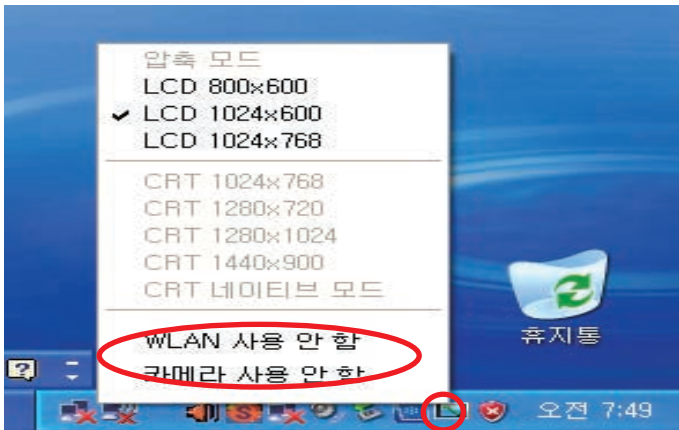 압축 모드
LCD 800x600
LCD 1024x600
LCD 1024x768
CRT 1024x768
CRT 1280x720
CRT 1280x1024
CRT 1440x900
CRT 네이티브 모드
WLAN 사용 안 함
카메라 사용 안 함
휴지통
오전 7:49